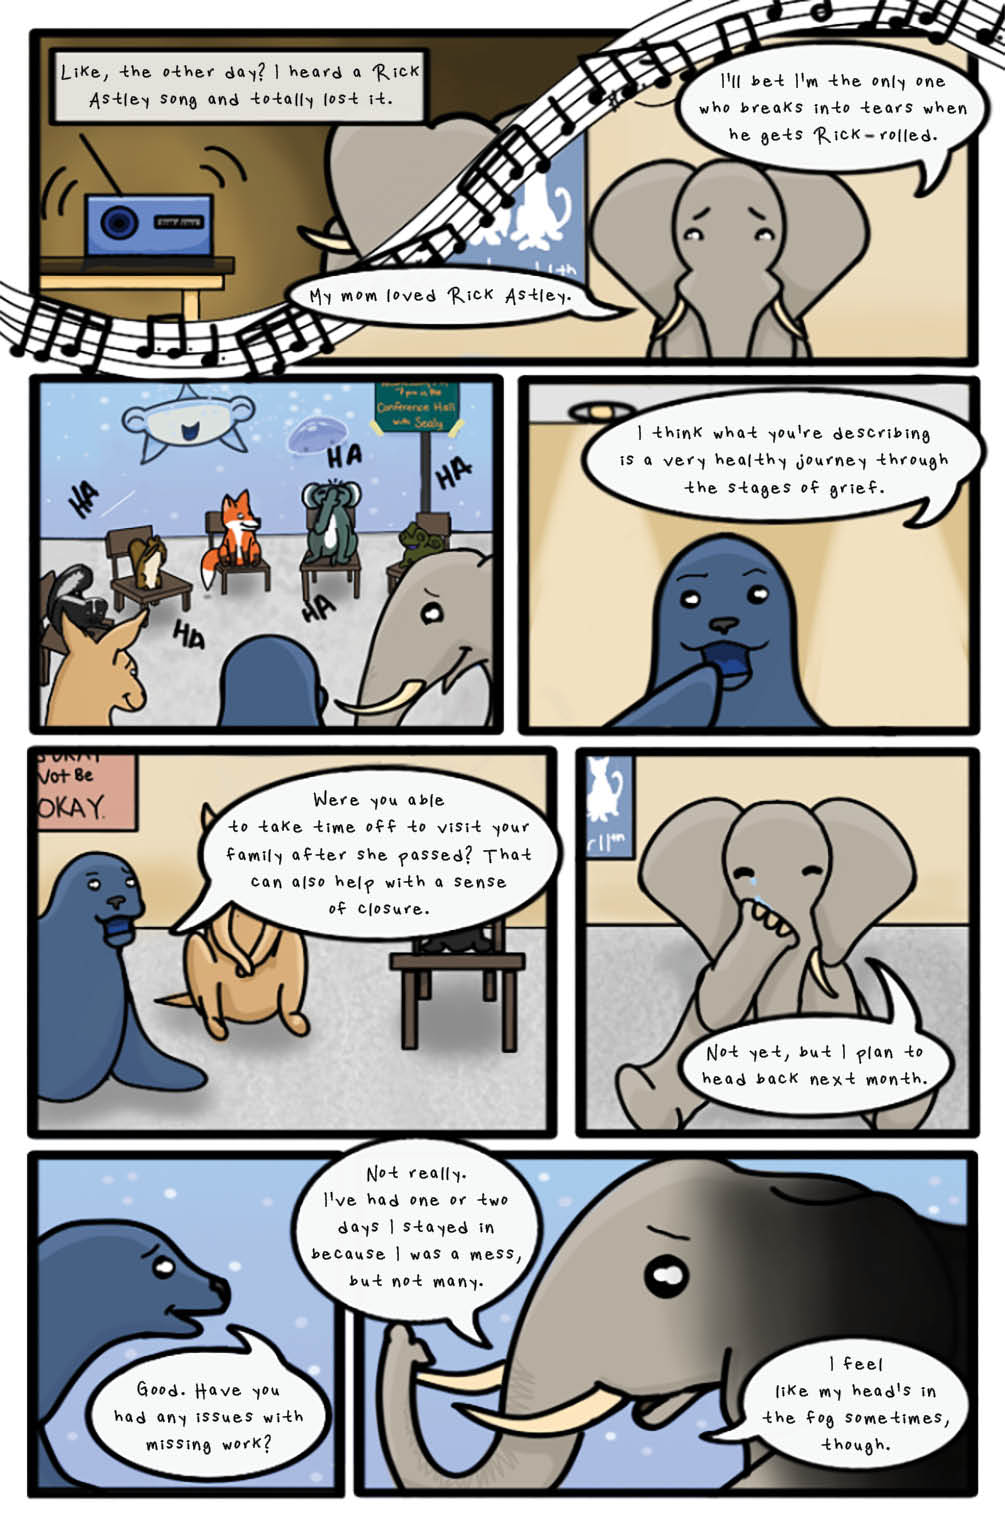 Like, the other day? I heard a Rick
Astley song and totally lost it.
I'll bet I'm the only one
who breaks into tears when
he gets Rick-rolled.
My mom loved Rick Astley.
Conference Hall
with Sealy
HA
HA
HA
HA
HA
I think what you're describing
is a very healthy journey through
the stages of grief.
Not Be
OKAY.
Were you able
to take time off to visit your
family after she passed? That
can also help with a sense
of closure.
Not yet, but I plan to
head back next month.
Good. Have you
had any issues with
missing work?
Not really.
I've had one or two
days I stayed in
because I was a mess,
but not many.
I feel
like my head's in
the fog sometimes,
though.